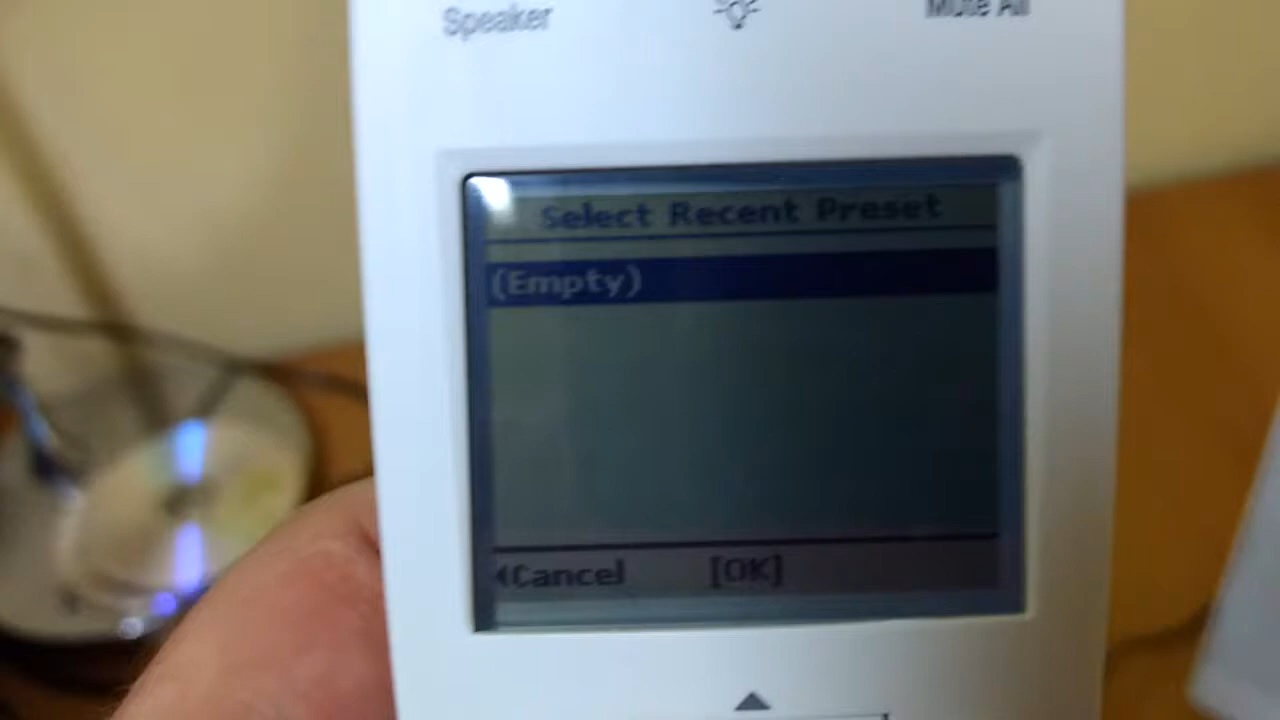 Speaker
Mute All
Select Recent Preset
(Empty)
Cancel
[OK]